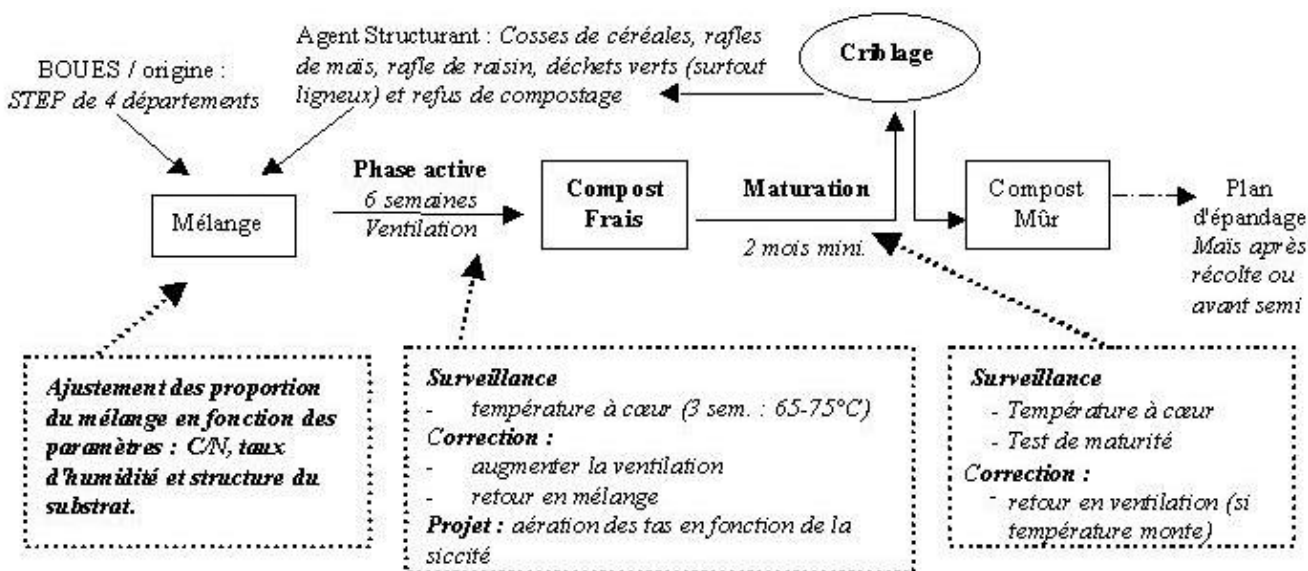 BOUES / origine :
STEP de 4 départements
Agent Structurant : Cosses de céréales, rafles
de maïs, rafle de raisin, déchets verts (surtout
ligneux) et refus de compostage
Criblage
Mélange
Phase active
6 semaines
Ventilation
Compost
Frais
Maturation
2 mois mini.
Compost
Mûr
Plan
d'épandage
Maïs après
récolte ou
avant semi
Ajustement des proportion
du mélange en fonction des
paramètres : C/N, taux
d'humidité et structure du
substrat.
Surveillance
- température à cœur (3 sem. : 65-75°C)
Correction :
- augmenter la ventilation
- retour en mélange
Projet : aération des tas en fonction de la
siccité
Surveillance
- Température à cœur
- Test de maturité
Correction :
- retour en ventilation (si
température monte)